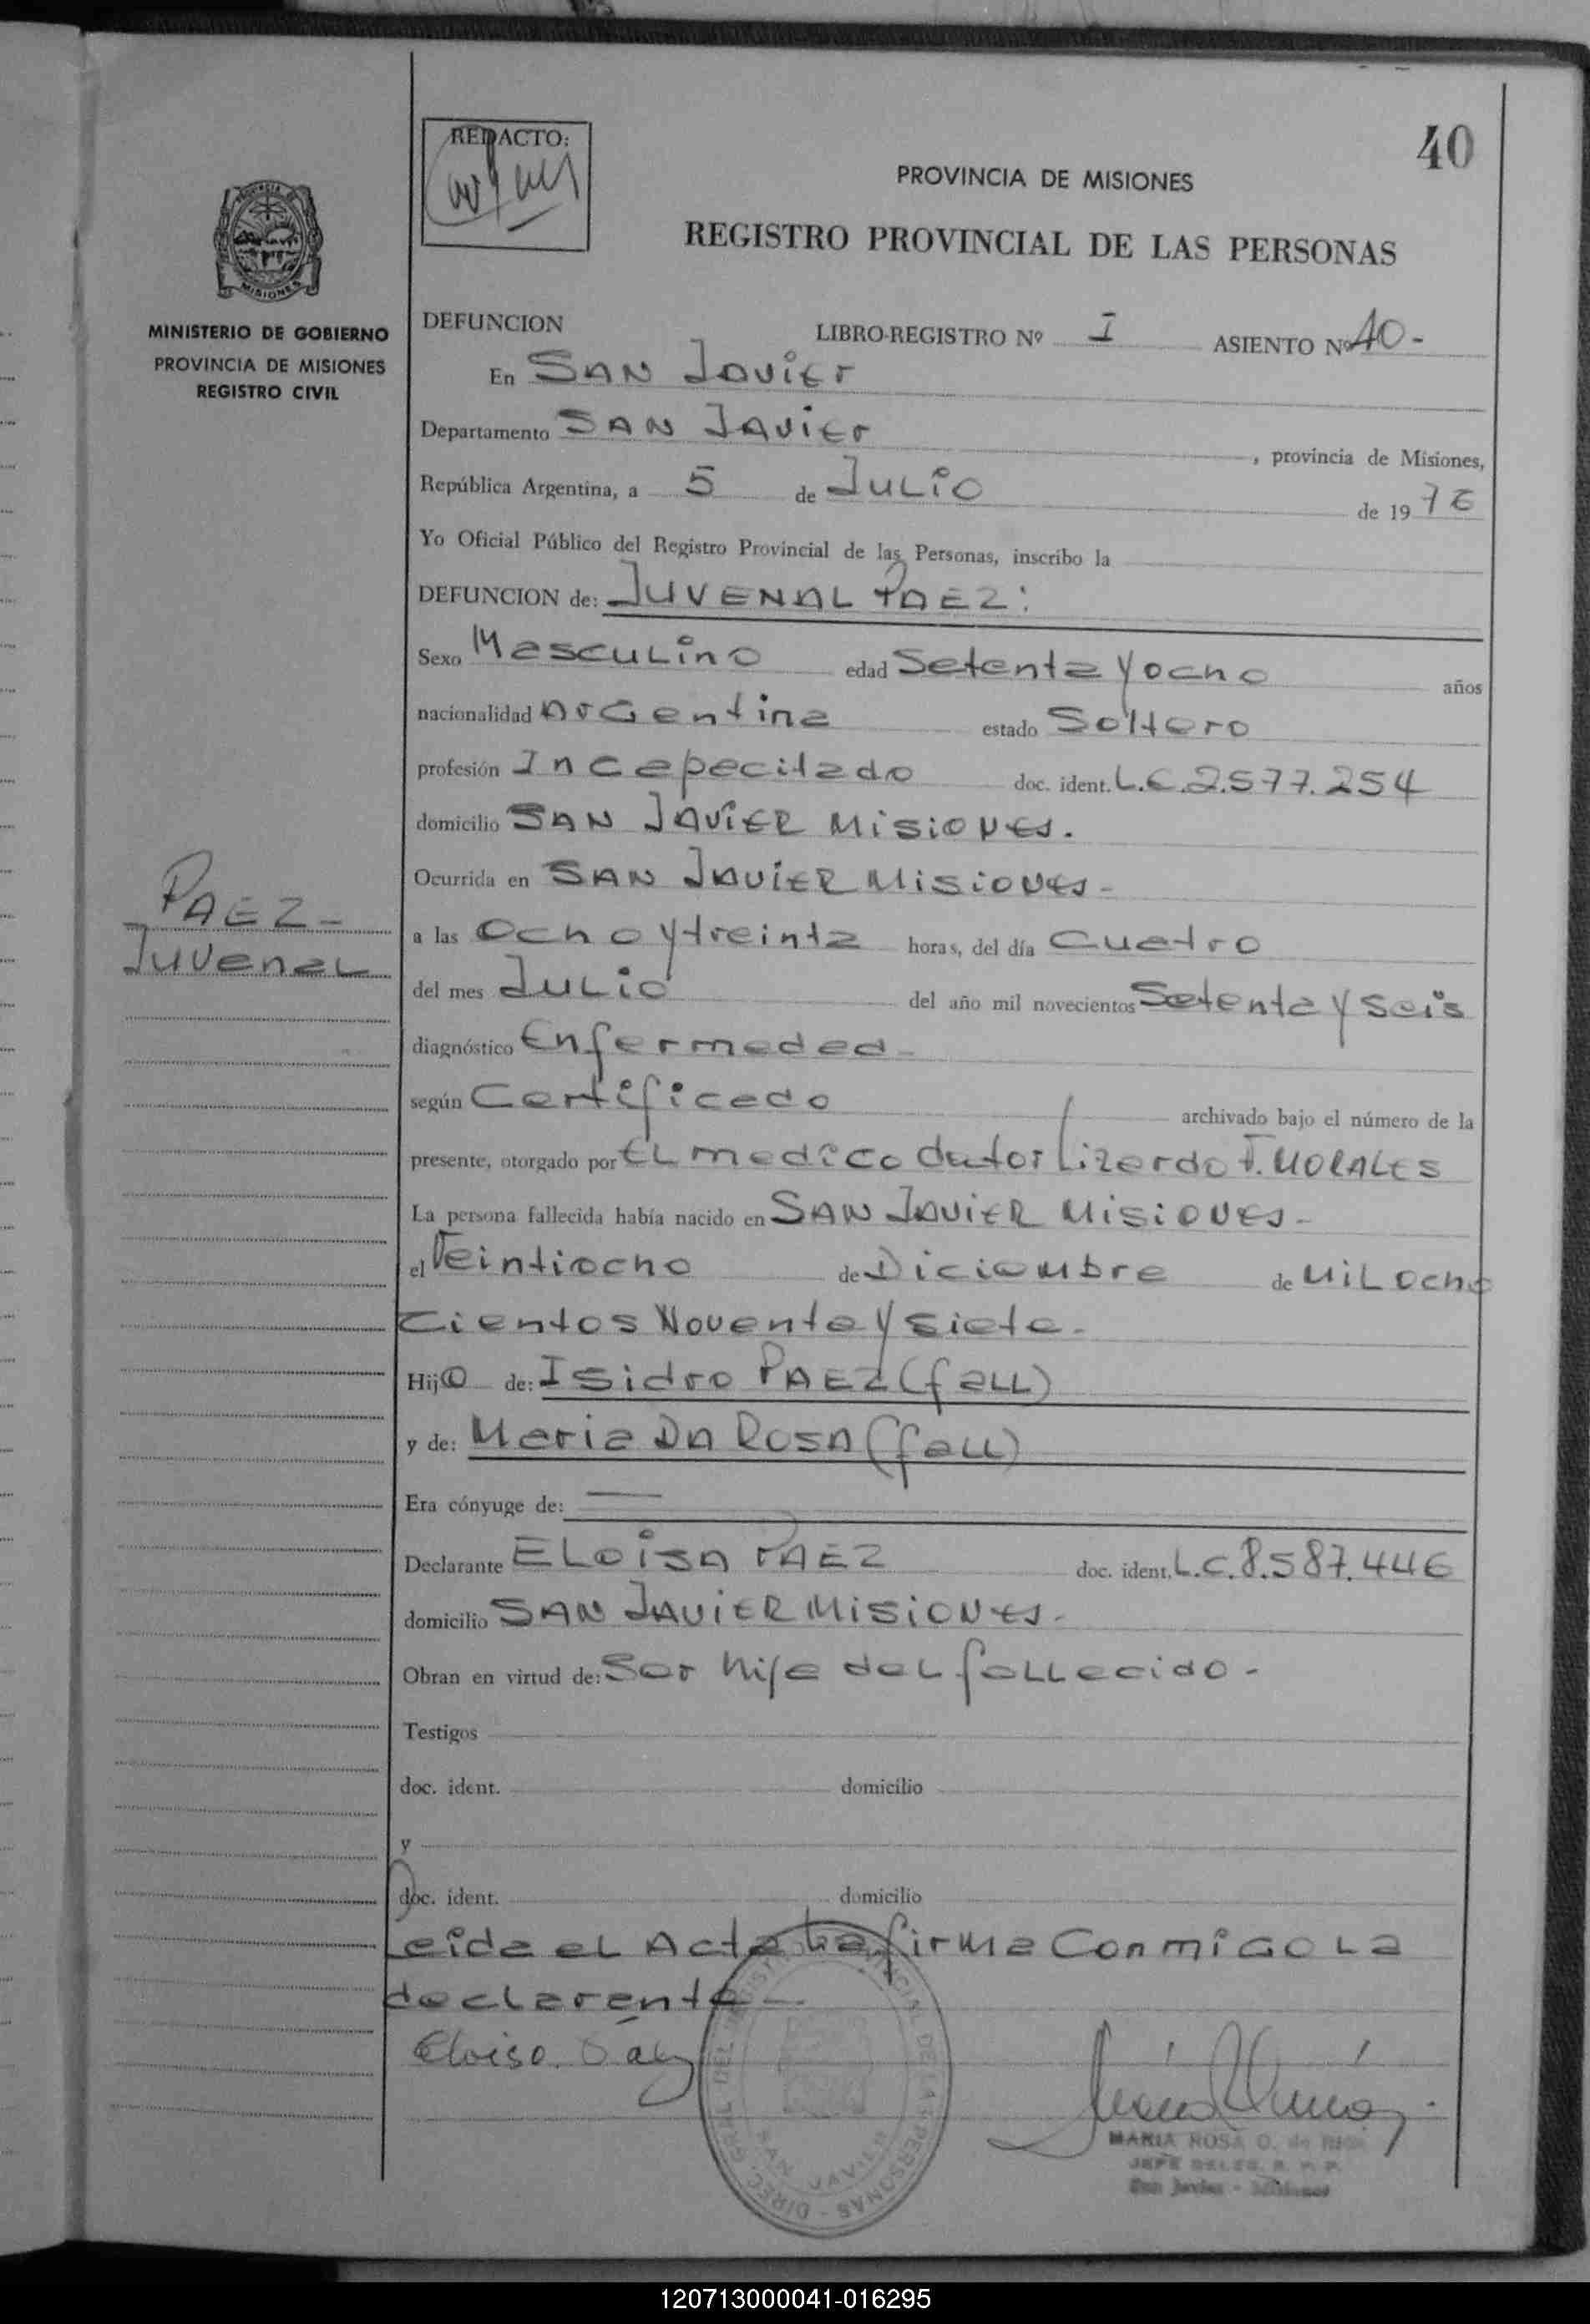 40
REDACTO:
PROVINCIA DE MISIONES
REGISTRO PROVINCIAL DE LAS PERSONAS
MISIONES
MINISTERIO DE GOBIERNO
PROVINCIA DE MISIONES
REGISTRO CIVIL
DEFUNCION LIBRO-REGISTRO Nº I ASIENTO Nº 40-
En SAN Javier
Departamento SAN JAVier, provincia de Misiones,
República Argentina, a 5 de JULiO de 1976
Yo Oficial Público del Registro Provincial de las Personas, inscribo la
DEFUNCION de: JUVENAL PAEZ:
Sexo Masculino edad Setenta y ocho años
nacionalidad Argentina estado Soltero
profesión Incapacitado doc. ident. L.C.2.577.254
domicilio SAN JAViER MisioNes.
Ocurrida en SAN JAViER MisioNes-
a las Ocho y treinta horas, del día Cuatro
del mes JULio del año mil novecientos Setenta y seis
diagnóstico Enfermedad-
según Certificado archivado bajo el número de la
presente, otorgado por EL medico doctor Lizardo F. MORALES
La persona fallecida había nacido en SAN JAViER MisioNes-
el Veintiocho de Diciembre de MiL Ocho
Cientos Noventa y Siete-
Hijo de: Isidro PAEZ (faLL)
y de: Maria DA ROSA (faLL)
Era cónyuge de: —
Declarante ELOiSA PAEZ doc. ident. L.C.8.587.446
domicilio SAN JAViER MisioNes-
Obran en virtud de: Ser hija deL faLLecido-
Testigos
doc. ident. domicilio
y
doc. ident. domicilio
Leida eL Acta La firma Conmigo La
decLarente-
Eloisa Páez
MARIA ROSA O. de
JEFE
San Javier - Misiones
SAN JAVIER
PAEZ-
JuvenaL
120713000041-016295